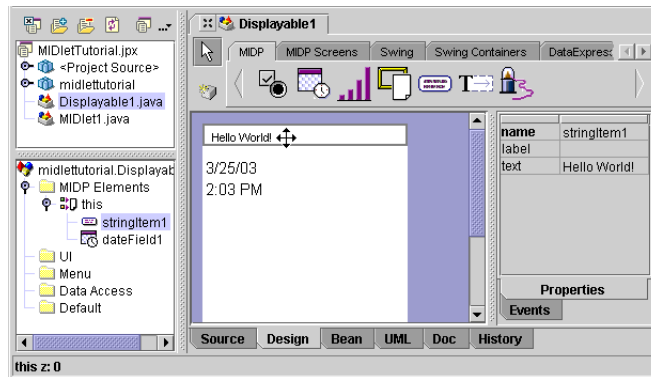 Displayable1
MIDletTutorial.jpx
<Project Source>
midlettutorial
Displayable1.java
MIDlet1.java
midlettutorial.Displayab
MIDP Elements
this
stringItem1
dateField1
UI
Menu
Data Access
Default
MIDP MIDP Screens Swing Swing Containers DataExpres
Hello World!
3/25/03
2:03 PM
name stringItem1
label
text Hello World!
Properties
Events
Source Design Bean UML Doc History
this z: 0